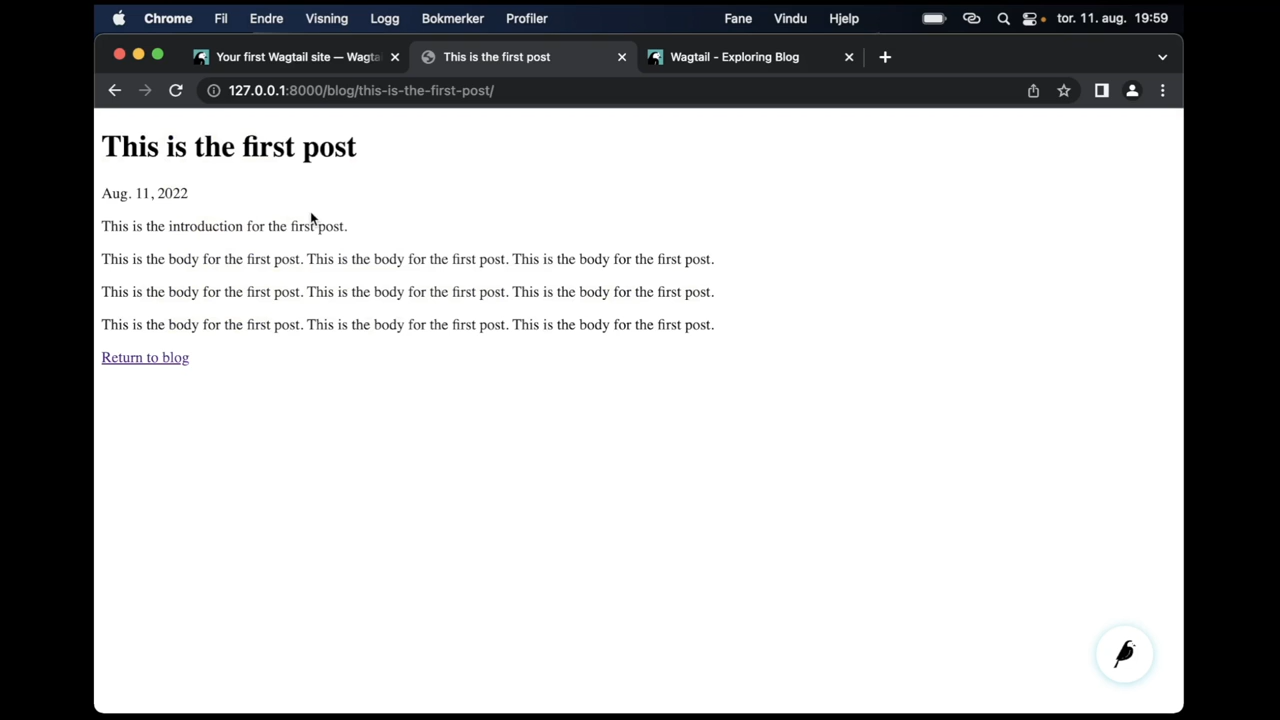 Chrome Fil Endre Visning Logg Bokmerker Profiler Fane Vindu Hjelp tor. 11. aug. 19:59
Your first Wagtail site — Wagta This is the first post Wagtail - Exploring Blog
127.0.0.1:8000/blog/this-is-the-first-post/
This is the first post
Aug. 11, 2022
This is the introduction for the first post.
This is the body for the first post. This is the body for the first post. This is the body for the first post.
This is the body for the first post. This is the body for the first post. This is the body for the first post.
This is the body for the first post. This is the body for the first post. This is the body for the first post.
Return to blog